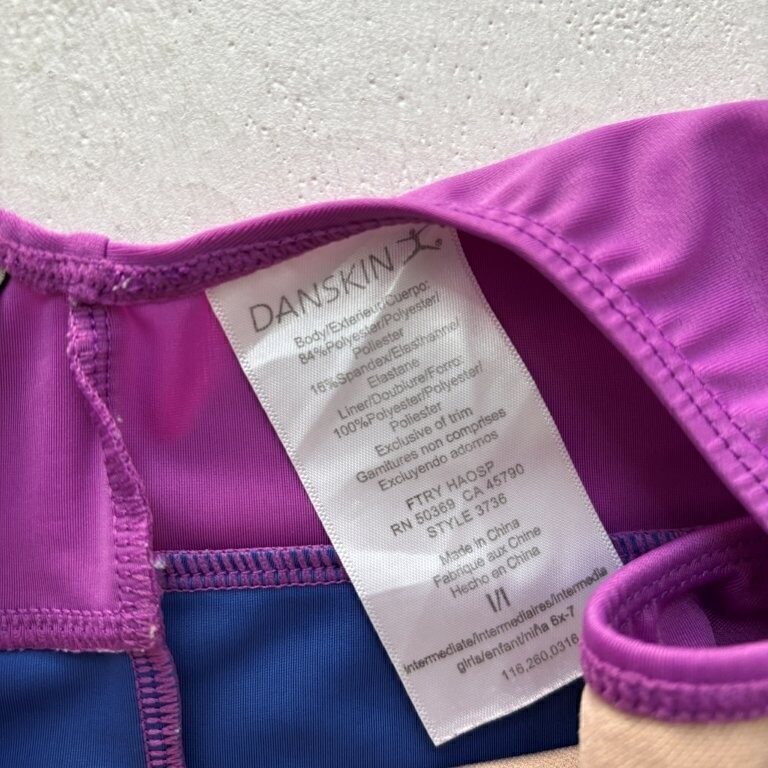 DANSKIN
Body/Exterieur/Cuerpo:
84%Polyester/Polyester/
Poliester
16%Spandex/Elasthanne/
Elastane
Liner/Doublure/Forro:
100%Polyester/Polyester/
Poliester
Exclusive of trim
Garnitures non comprises
Excluyendo adornos
FTRY HAOSP
RN 50369 CA 45790
STYLE 3736
Made in China
Fabrique aux Chine
Hecho en China
I/I
Intermediate/intermediaires/intermedia
girls/enfant/niña 6x-7
116,260,0316